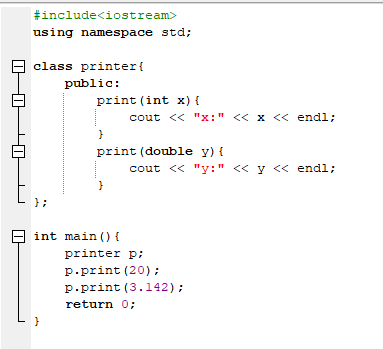 #include<iostream>
using namespace std;
class printer{
public:
print(int x){
cout << "x:" << x << endl;
}
print(double y){
cout << "y:" << y << endl;
}
};
int main(){
printer p;
p.print(20);
p.print(3.142);
return 0;
}